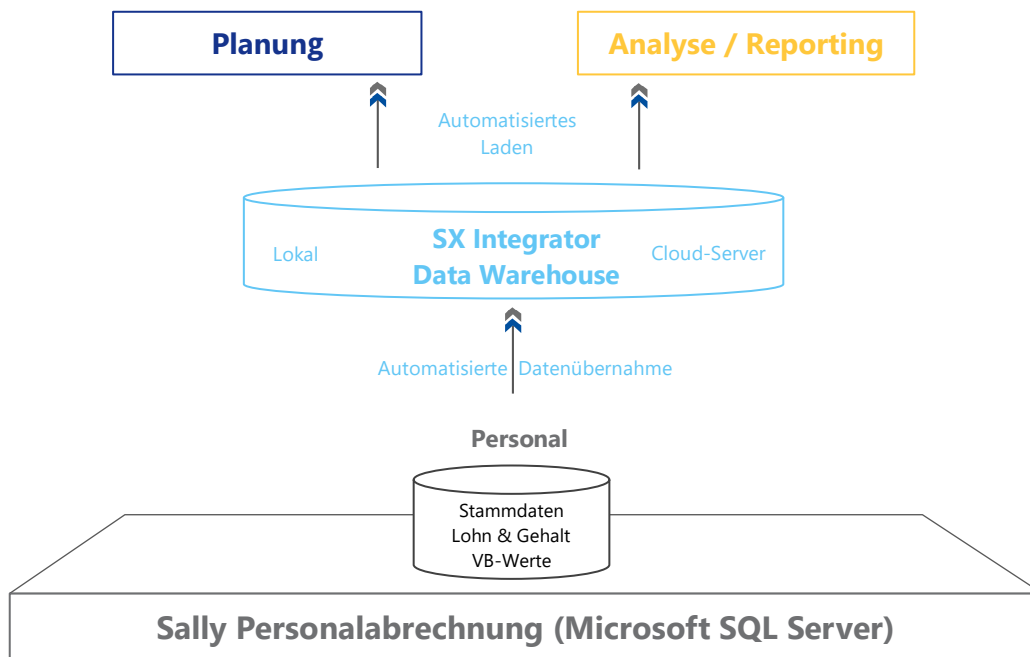 Planung
Analyse / Reporting
Automatisiertes
Laden
SX Integrator
Data Warehouse
Lokal
Cloud-Server
Automatisierte Datenübernahme
Personal
Stammdaten
Lohn & Gehalt
VB-Werte
Sally Personalabrechnung (Microsoft SQL Server)